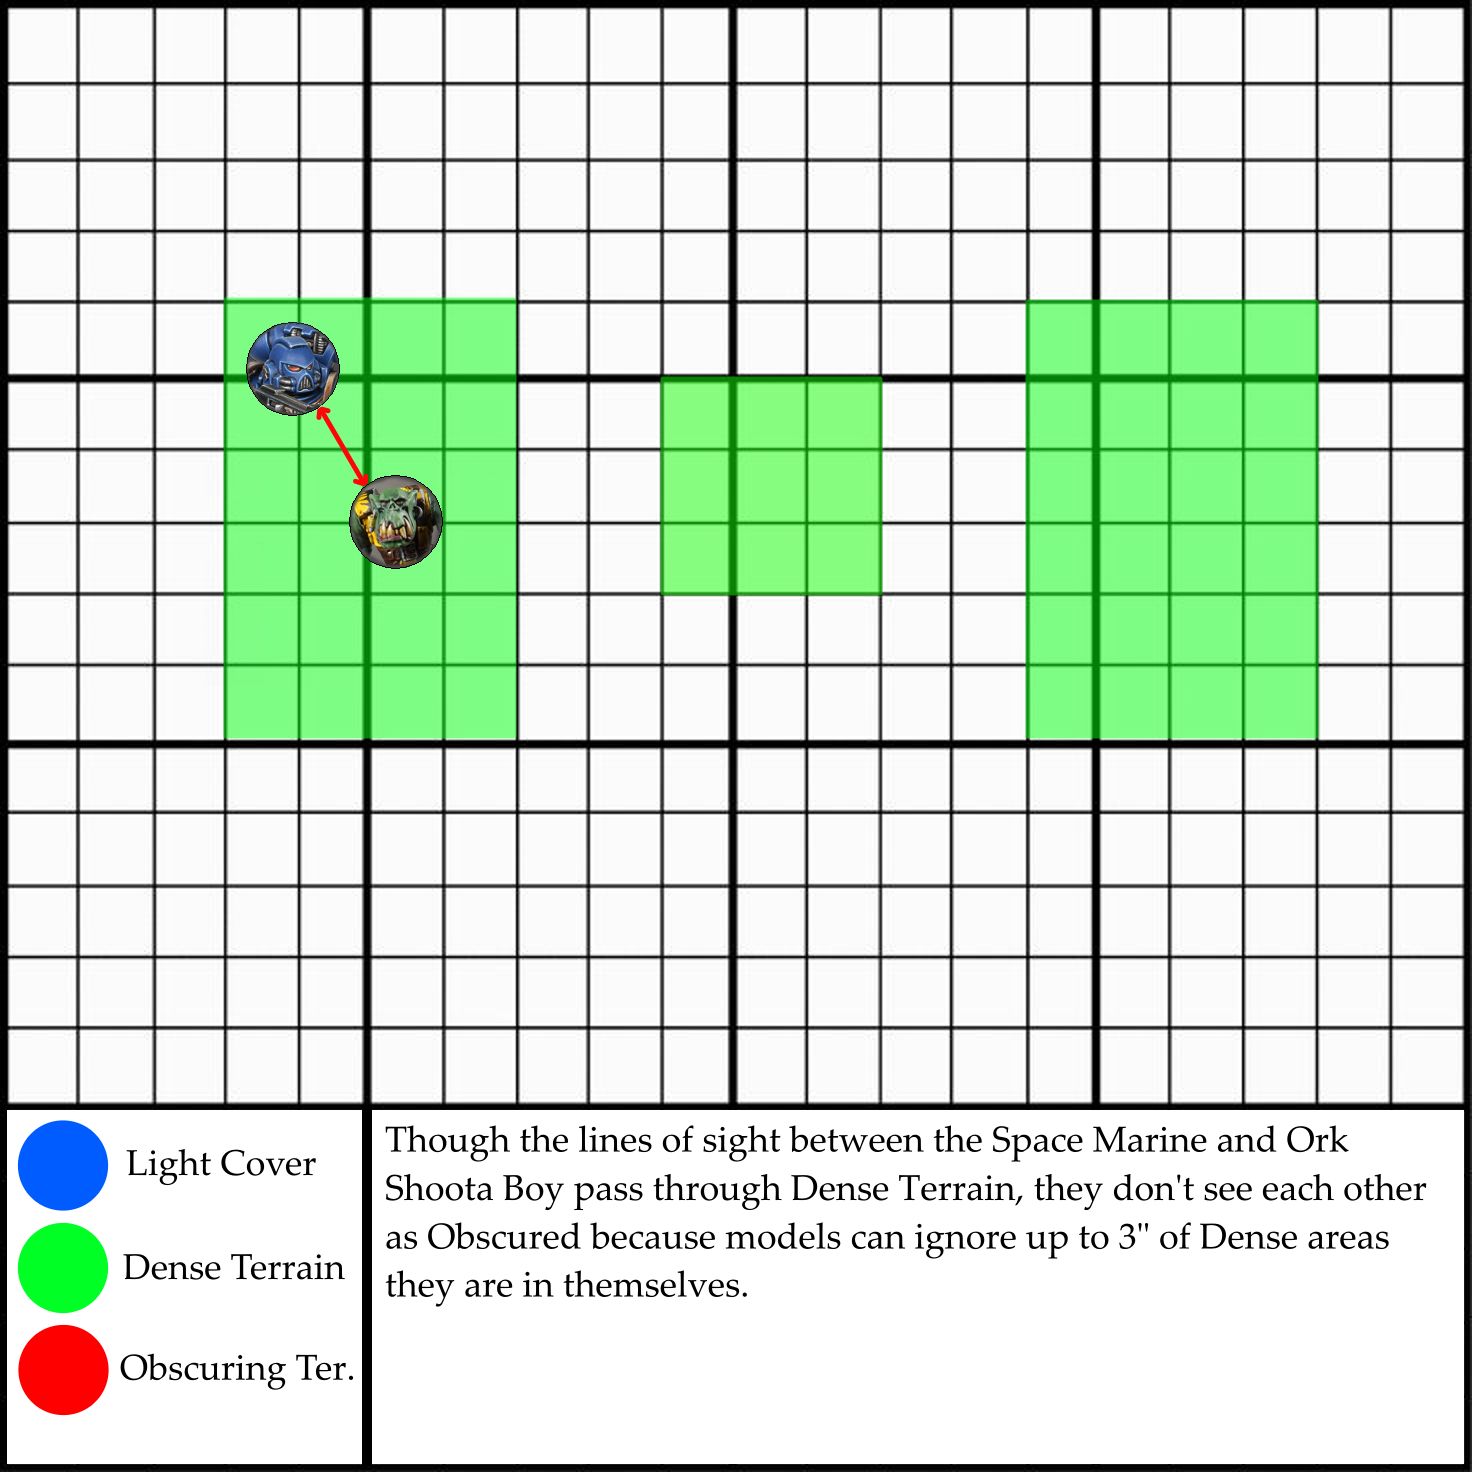 Light Cover
Dense Terrain
Obscuring Ter.
Though the lines of sight between the Space Marine and Ork
Shoota Boy pass through Dense Terrain, they don't see each other
as Obscured because models can ignore up to 3" of Dense areas
they are in themselves.